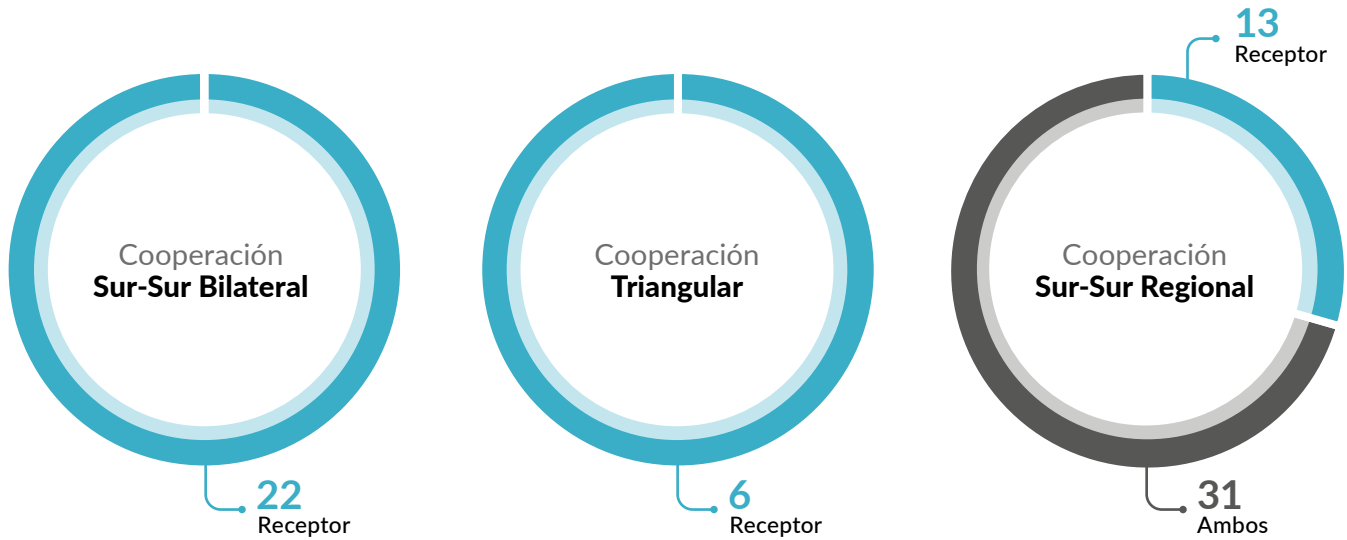 Cooperación
Sur-Sur Bilateral
22
Receptor
Cooperación
Triangular
6
Receptor
13
Receptor
Cooperación
Sur-Sur Regional
31
Ambos